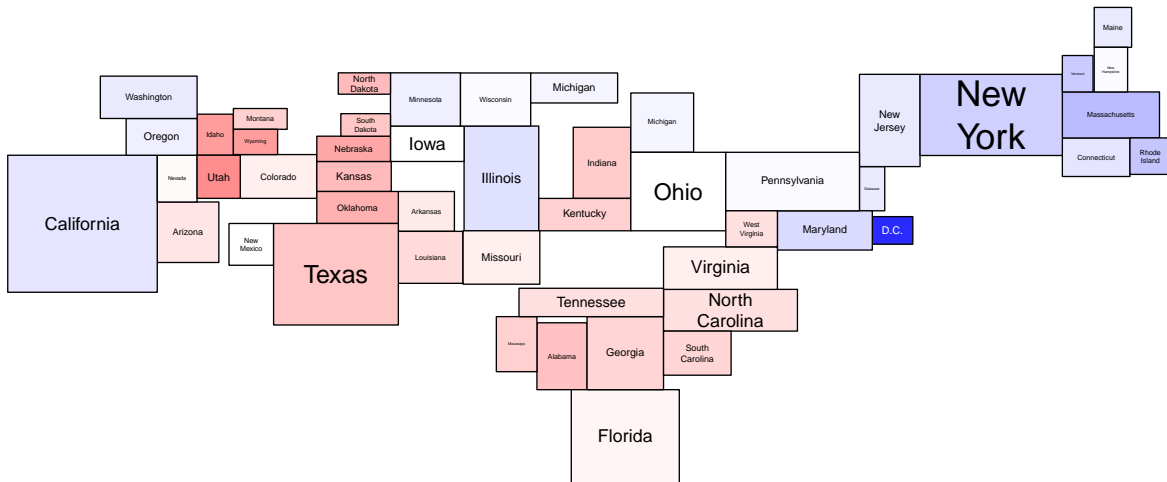 Maine
New
Hampshire
Vermont
New
York
Massachusetts
Connecticut
Rhode
Island
New
Jersey
Delaware
Pennsylvania
Maryland
D.C.
West
Virginia
Virginia
North
Carolina
South
Carolina
Washington
Oregon
Idaho
Montana
Wyoming
Nevada
Utah
Colorado
California
Arizona
New
Mexico
North
Dakota
South
Dakota
Nebraska
Kansas
Oklahoma
Texas
Minnesota
Wisconsin
Michigan
Iowa
Illinois
Arkansas
Louisiana
Missouri
Indiana
Kentucky
Michigan
Ohio
Tennessee
Mississippi
Alabama
Georgia
Florida